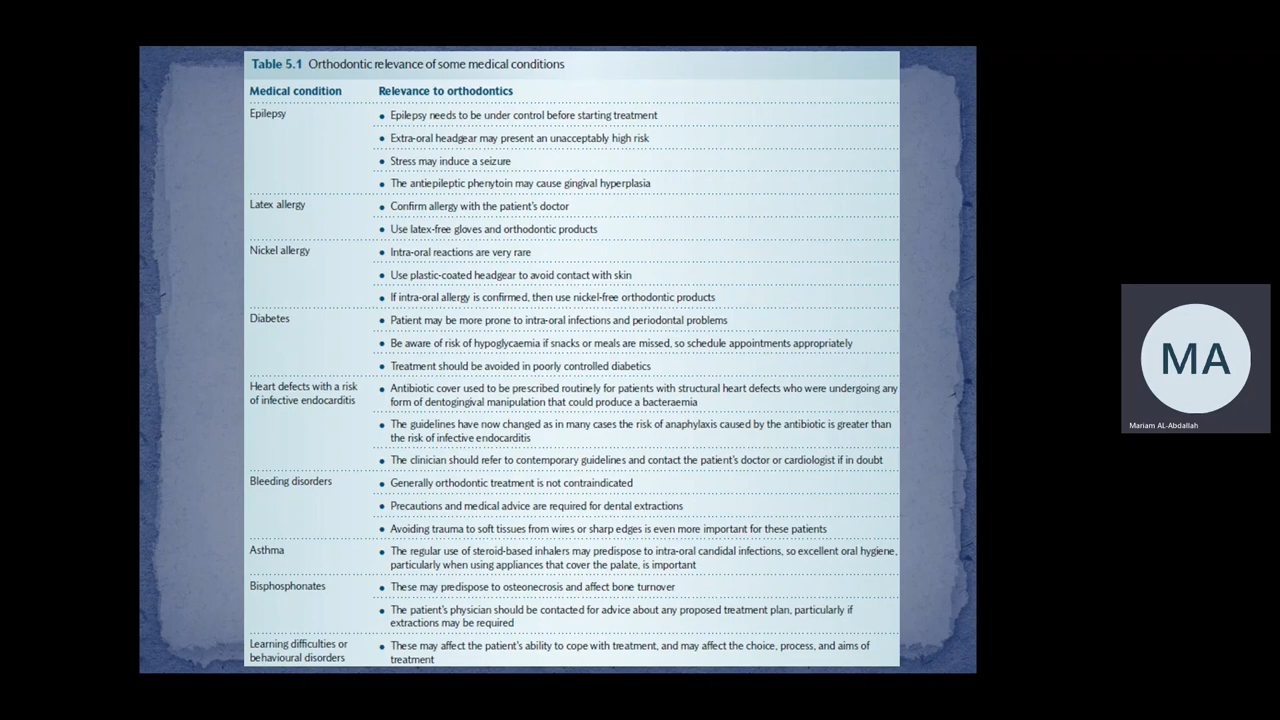 Table 5.1 Orthodontic relevance of some medical conditions
Medical condition Relevance to orthodontics
Epilepsy
• Epilepsy needs to be under control before starting treatment
• Extra-oral headgear may present an unacceptably high risk
• Stress may induce a seizure
• The antiepileptic phenytoin may cause gingival hyperplasia
Latex allergy
• Confirm allergy with the patient's doctor
• Use latex-free gloves and orthodontic products
Nickel allergy
• Intra-oral reactions are very rare
• Use plastic-coated headgear to avoid contact with skin
• If intra-oral allergy is confirmed, then use nickel-free orthodontic products
Diabetes
• Patient may be more prone to intra-oral infections and periodontal problems
• Be aware of risk of hypoglycaemia if snacks or meals are missed, so schedule appointments appropriately
• Treatment should be avoided in poorly controlled diabetics
Heart defects with a risk
of infective endocarditis
• Antibiotic cover used to be prescribed routinely for patients with structural heart defects who were undergoing any
form of dentogingival manipulation that could produce a bacteraemia
• The guidelines have now changed as in many cases the risk of anaphylaxis caused by the antibiotic is greater than
the risk of infective endocarditis
• The clinician should refer to contemporary guidelines and contact the patient's doctor or cardiologist if in doubt
Bleeding disorders
• Generally orthodontic treatment is not contraindicated
• Precautions and medical advice are required for dental extractions
• Avoiding trauma to soft tissues from wires or sharp edges is even more important for these patients
Asthma
• The regular use of steroid-based inhalers may predispose to intra-oral candidal infections, so excellent oral hygiene,
particularly when using appliances that cover the palate, is important
Bisphosphonates
• These may predispose to osteonecrosis and affect bone turnover
• The patient's physician should be contacted for advice about any proposed treatment plan, particularly if
extractions may be required
Learning difficulties or
behavioural disorders
• These may affect the patient's ability to cope with treatment, and may affect the choice, process, and aims of
treatment
MA
Mariam AL-Abdallah